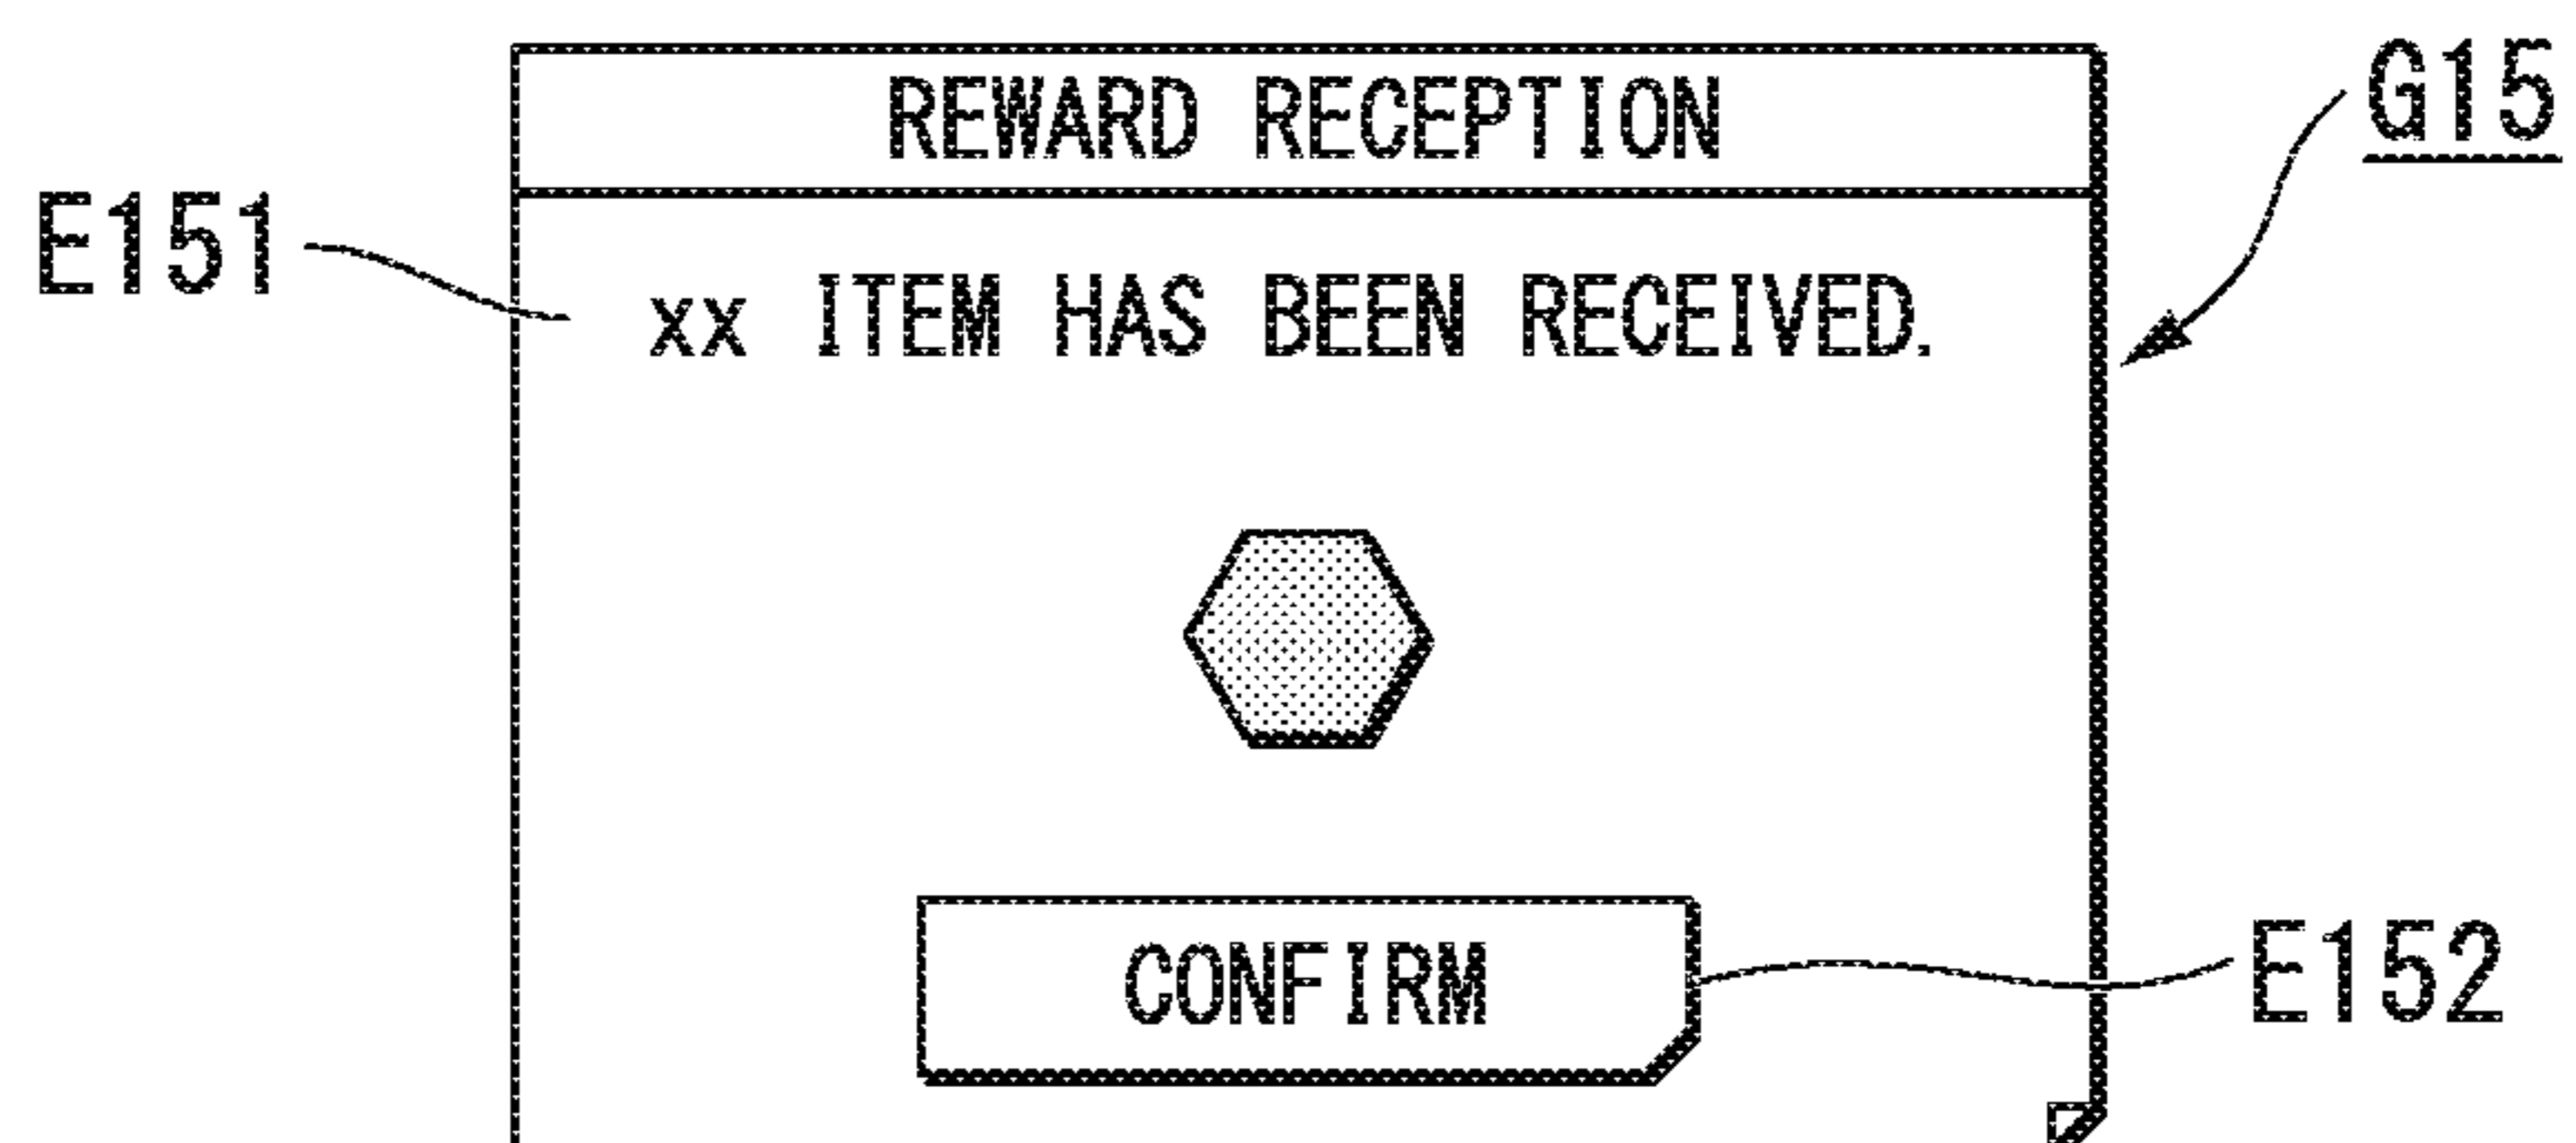 REWARD RECEPTION
G15
E151
xx ITEM HAS BEEN RECEIVED.
CONFIRM
E152